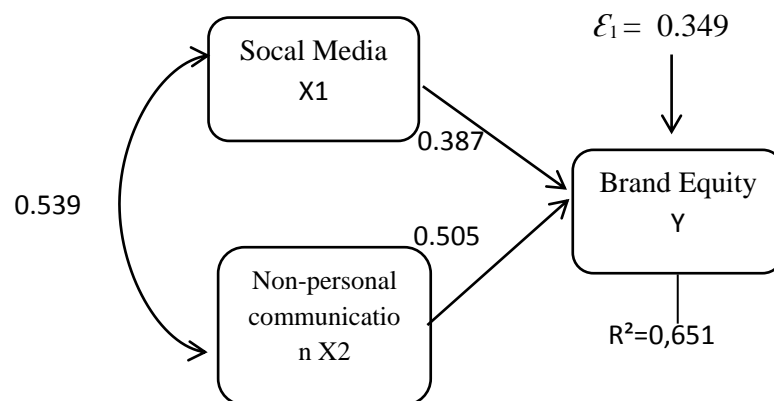 Socal Media
X1
ℰ1 = 0.349
0.387
Brand Equity
Y
0.539
0.505
Non-personal
communicatio
n X2
R²=0,651